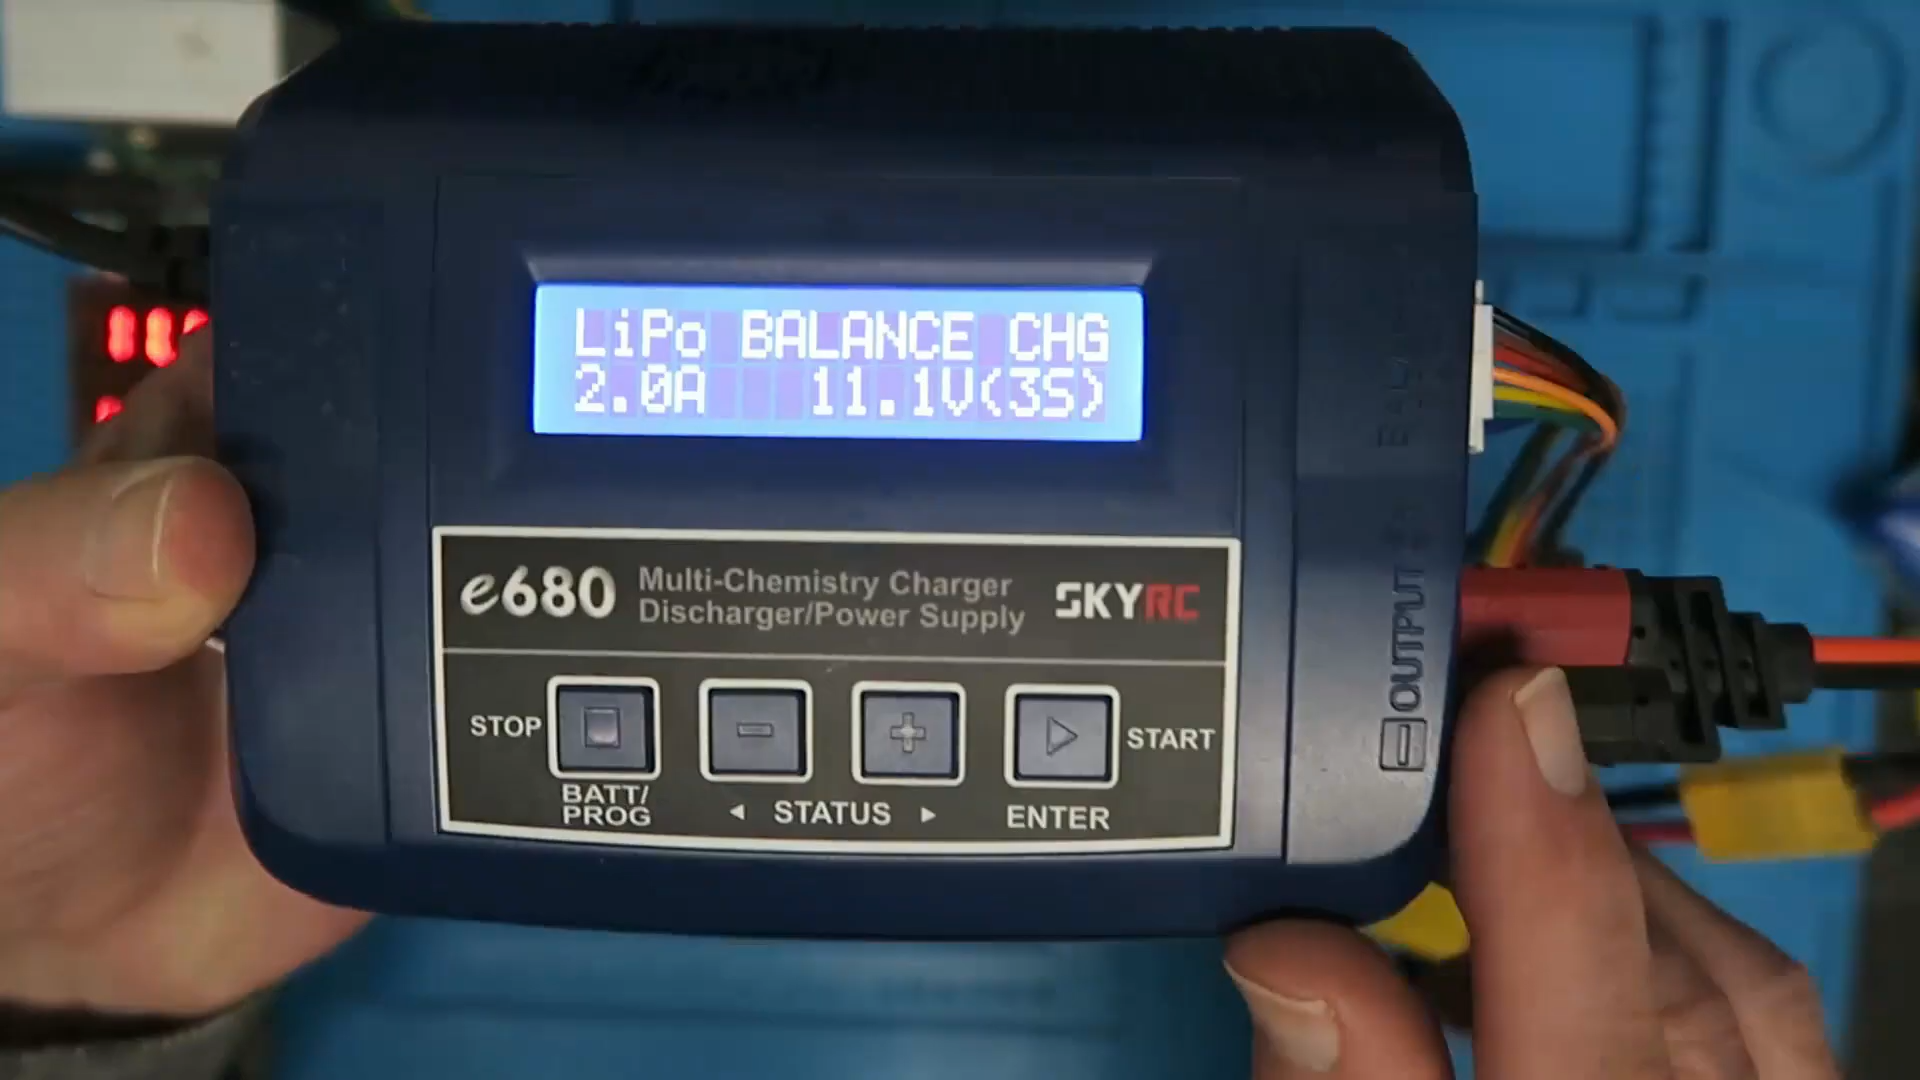 LiPo BALANCE CHG
2.0A 11.1V(3S)
e680 Multi-Chemistry Charger
Discharger/Power Supply
SKYRC
STOP
START
BATT/
PROG
STATUS
ENTER
OUTPUT